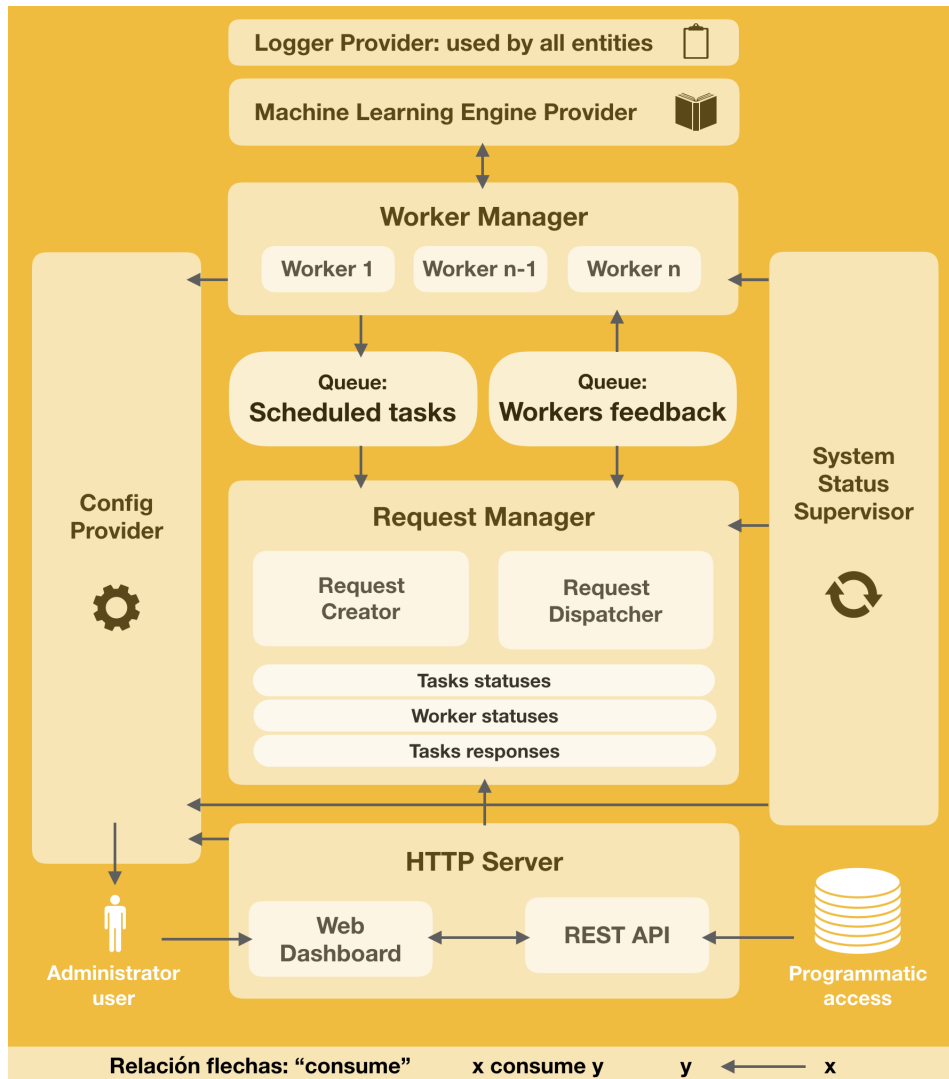 Logger Provider: used by all entities
Machine Learning Engine Provider
Worker Manager
Worker 1
Worker n-1
Worker n
Queue:
Scheduled tasks
Queue:
Workers feedback
Config
Provider
System
Status
Supervisor
Request Manager
Request
Creator
Request
Dispatcher
Tasks statuses
Worker statuses
Tasks responses
HTTP Server
Web
Dashboard
REST API
Administrator
user
Programmatic
access
Relación flechas: “consume” x consume y y x